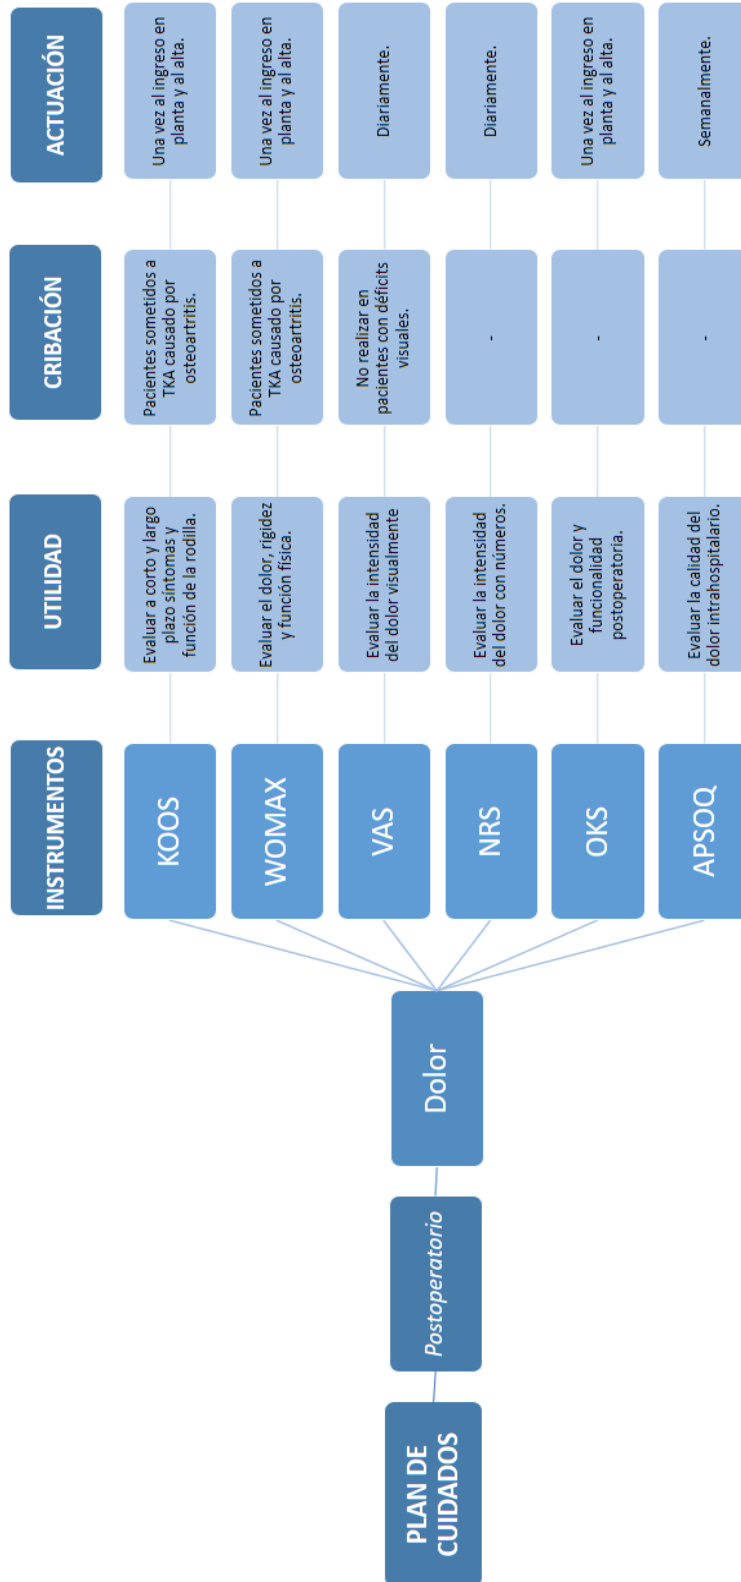 INSTRUMENTOS
UTILIDAD
CRIBACIÓN
ACTUACIÓN
PLAN DE
CUIDADOS
Postoperatorio
Dolor
KOOS
Evaluar a corto y largo
plazo síntomas y
función de la rodilla.
Pacientes sometidos a
TKA causado por
osteoartritis.
Una vez al ingreso en
planta y al alta.
WOMAX
Evaluar el dolor, rigidez
y función física.
Pacientes sometidos a
TKA causado por
osteoartritis.
Una vez al ingreso en
planta y al alta.
VAS
Evaluar la intensidad
del dolor visualmente
No realizar en
pacientes con déficits
visuales.
Diariamente.
NRS
Evaluar la intensidad
del dolor con números.
-
Diariamente.
OKS
Evaluar el dolor y
funcionalidad
postoperatoria.
-
Una vez al ingreso en
planta y al alta.
APSOQ
Evaluar la calidad del
dolor intrahospitalario.
-
Semanalmente.